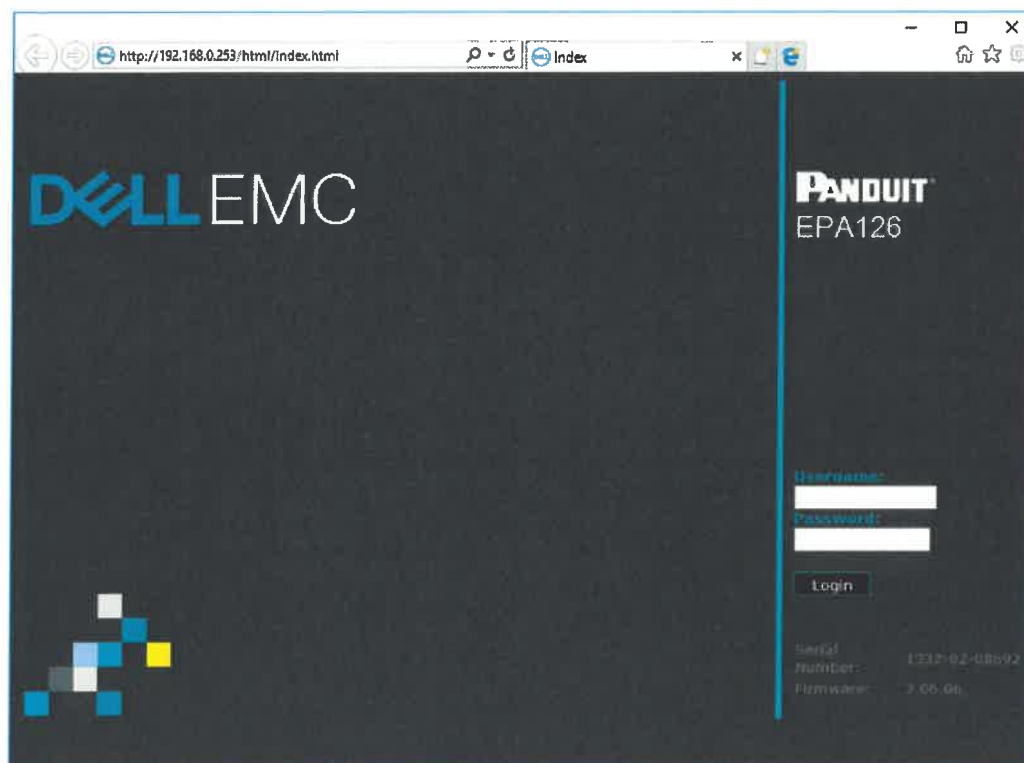 http://192.168.0.253/html/index.html
Index
DELL EMC
PANDUIT
EPA126
Username:
Password:
Login
Serial
Number:
Firmware: